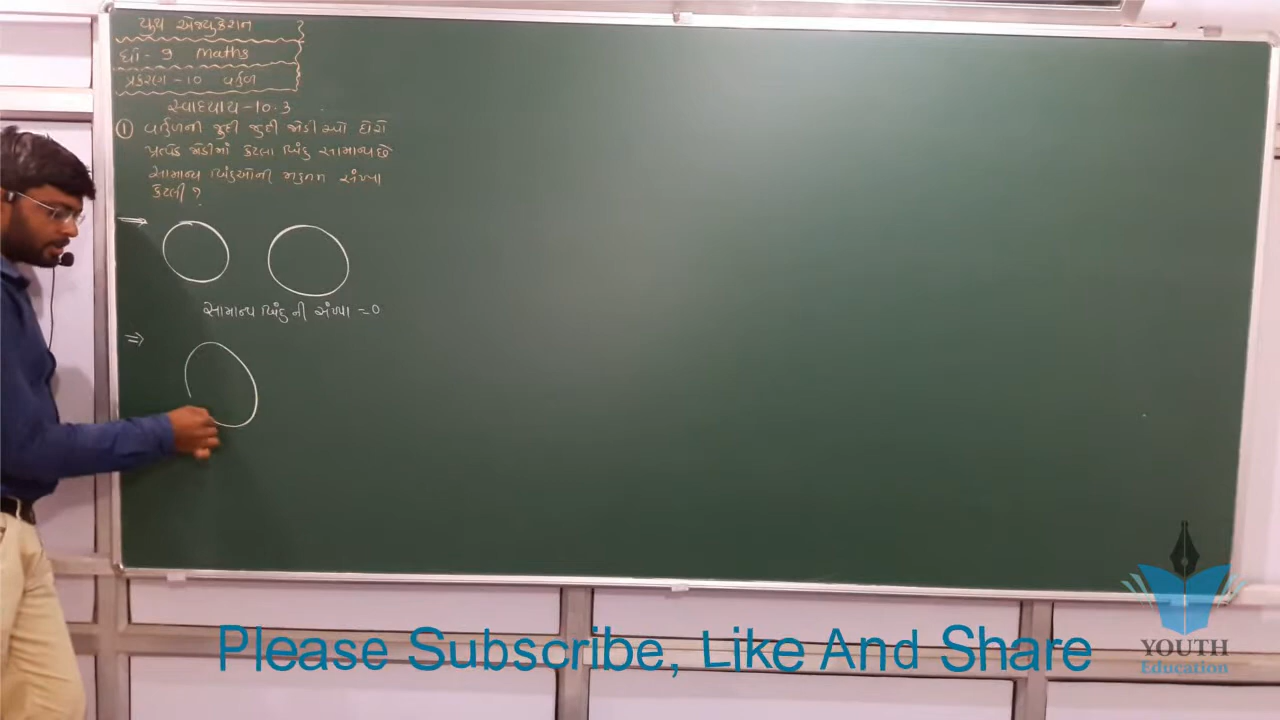 યુથ એજ્યુકેશન
ધો - 9 Maths
પ્રકરણ - 10 વર્તુળ
સ્વાધ્યાય - 10.3
① વર્તુળની જુદી જુદી જોડીઓ દોરો
પ્રત્યેક જોડીમાં કેટલા બિંદુ સામાન્ય છે
સામાન્ય બિંદુઓની મહત્તમ સંખ્યા
કેટલી ?
સામાન્ય બિંદુ ની સંખ્યા = 0
Please Subscribe, Like And Share
YOUTH
Education